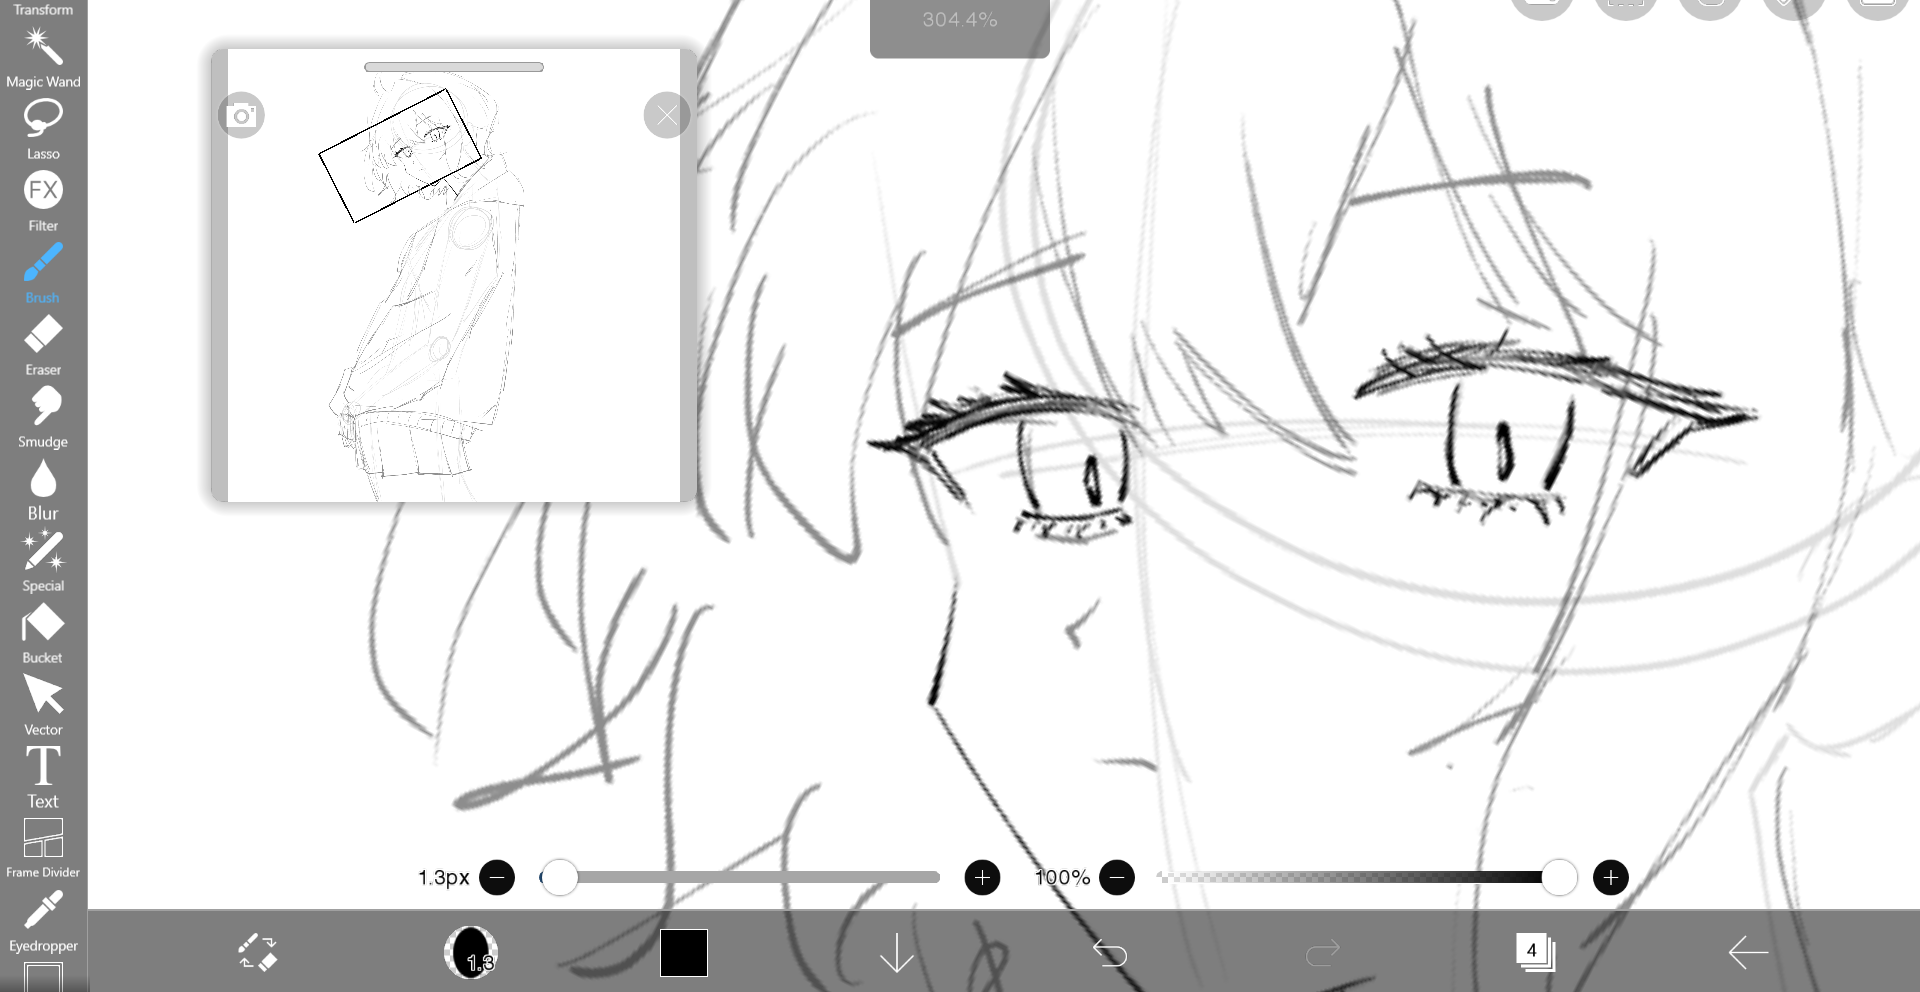 Transform
304.4%
Magic Wand
Lasso
FX
Filter
Brush
Eraser
Smudge
Blur
Special
Bucket
Vector
T
Text
Frame Divider
Eyedropper
1.3px
100%
1.3
4